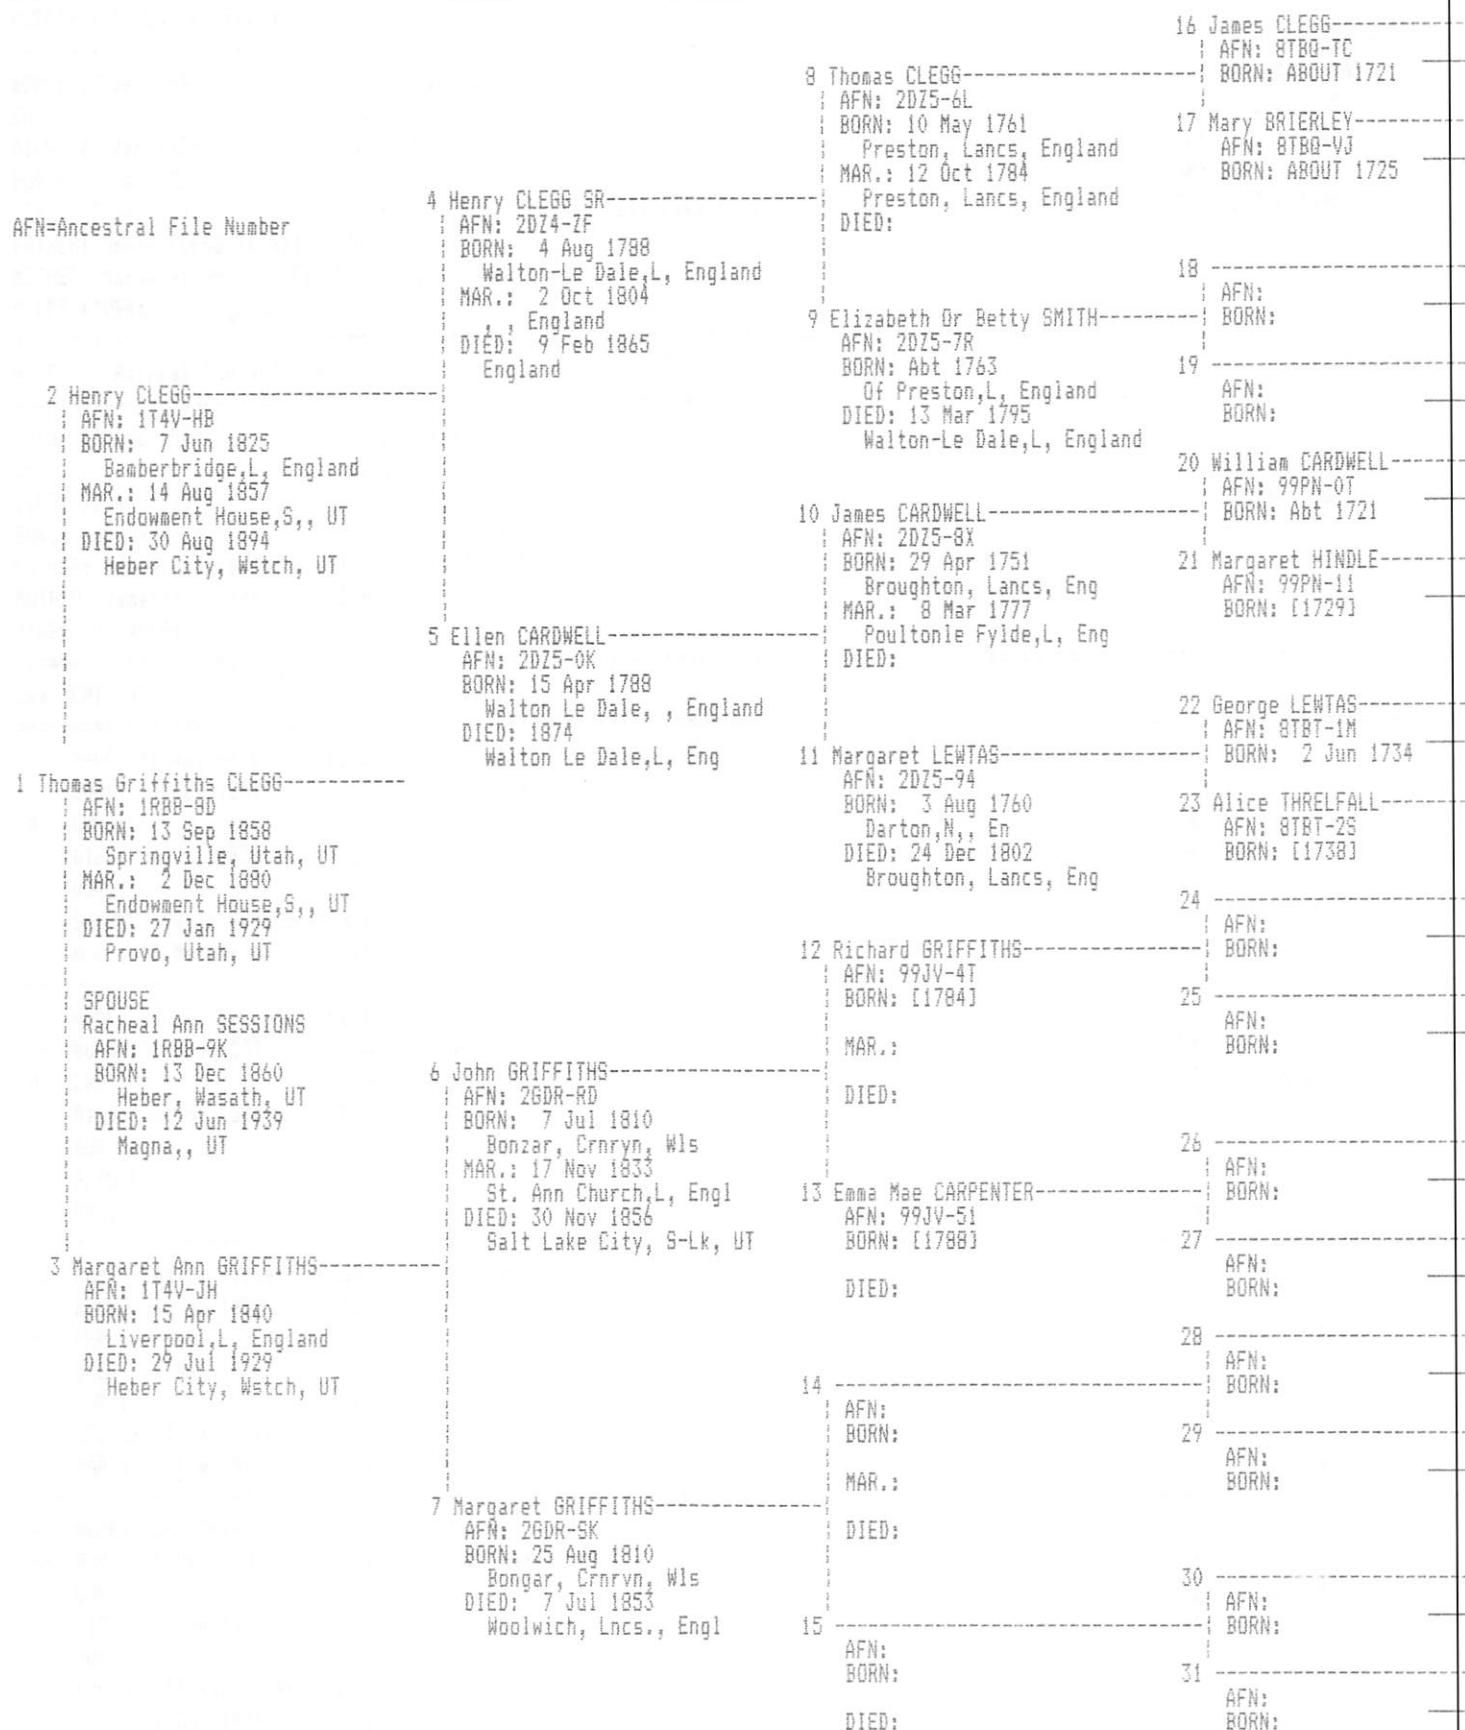 AFN=Ancestral File Number
1 Thomas Griffiths CLEGG
AFN: 1RBB-8D
BORN: 13 Sep 1858
Springville, Utah, UT
MAR.: 2 Dec 1880
Endowment House,S,, UT
DIED: 27 Jan 1929
Provo, Utah, UT
SPOUSE
Racheal Ann SESSIONS
AFN: 1RBB-9K
BORN: 13 Dec 1860
Heber, Wasath, UT
DIED: 12 Jun 1939
Magna,, UT
2 Henry CLEGG
AFN: 1T4V-HB
BORN: 7 Jun 1825
Bamberbridge,L, England
MAR.: 14 Aug 1857
Endowment House,S,, UT
DIED: 30 Aug 1894
Heber City, Wstch, UT
3 Margaret Ann GRIFFITHS
AFN: 1T4V-JH
BORN: 15 Apr 1840
Liverpool,L, England
DIED: 29 Jul 1929
Heber City, Wstch, UT
4 Henry CLEGG SR
AFN: 2DZ4-ZF
BORN: 4 Aug 1788
Walton-Le Dale,L, England
MAR.: 2 Oct 1804
, , England
DIED: 9 Feb 1865
England
5 Ellen CARDWELL
AFN: 2DZ5-0K
BORN: 15 Apr 1788
Walton Le Dale, , England
DIED: 1874
Walton Le Dale,L, Eng
6 John GRIFFITHS
AFN: 2GDR-RD
BORN: 7 Jul 1810
Bonzar, Crnryn, Wls
MAR.: 17 Nov 1833
St. Ann Church,L, Engl
DIED: 30 Nov 1856
Salt Lake City, S-Lk, UT
7 Margaret GRIFFITHS
AFN: 2GDR-SK
BORN: 25 Aug 1810
Bongar, Crnrvn, Wls
DIED: 7 Jul 1853
Woolwich, Lncs., Engl
8 Thomas CLEGG
AFN: 2DZ5-6L
BORN: 10 May 1761
Preston, Lancs, England
MAR.: 12 Oct 1784
Preston, Lancs, England
DIED:
9 Elizabeth Or Betty SMITH
AFN: 2DZ5-7R
BORN: Abt 1763
Of Preston,L, England
DIED: 13 Mar 1795
Walton-Le Dale,L, England
10 James CARDWELL
AFN: 2DZ5-8X
BORN: 29 Apr 1751
Broughton, Lancs, Eng
MAR.: 8 Mar 1777
Poultonle Fylde,L, Eng
DIED:
11 Margaret LEWTAS
AFN: 2DZ5-94
BORN: 3 Aug 1760
Darton,N,, En
DIED: 24 Dec 1802
Broughton, Lancs, Eng
12 Richard GRIFFITHS
AFN: 99JV-4T
BORN: [1784]
MAR.:
DIED:
13 Emma Mae CARPENTER
AFN: 99JV-51
BORN: [1788]
DIED:
14
AFN:
BORN:
MAR.:
DIED:
15
AFN:
BORN:
DIED:
16 James CLEGG
AFN: 8TBQ-TC
BORN: ABOUT 1721
17 Mary BRIERLEY
AFN: 8TBQ-VJ
BORN: ABOUT 1725
18
AFN:
BORN:
19
AFN:
BORN:
20 William CARDWELL
AFN: 99PN-0T
BORN: Abt 1721
21 Margaret HINDLE
AFN: 99PN-11
BORN: [1729]
22 George LEWTAS
AFN: 8TBT-1M
BORN: 2 Jun 1734
23 Alice THRELFALL
AFN: 8TBT-2S
BORN: [1738]
24
AFN:
BORN:
25
AFN:
BORN:
26
AFN:
BORN:
27
AFN:
BORN:
28
AFN:
BORN:
29
AFN:
BORN:
30
AFN:
BORN:
31
AFN:
BORN: